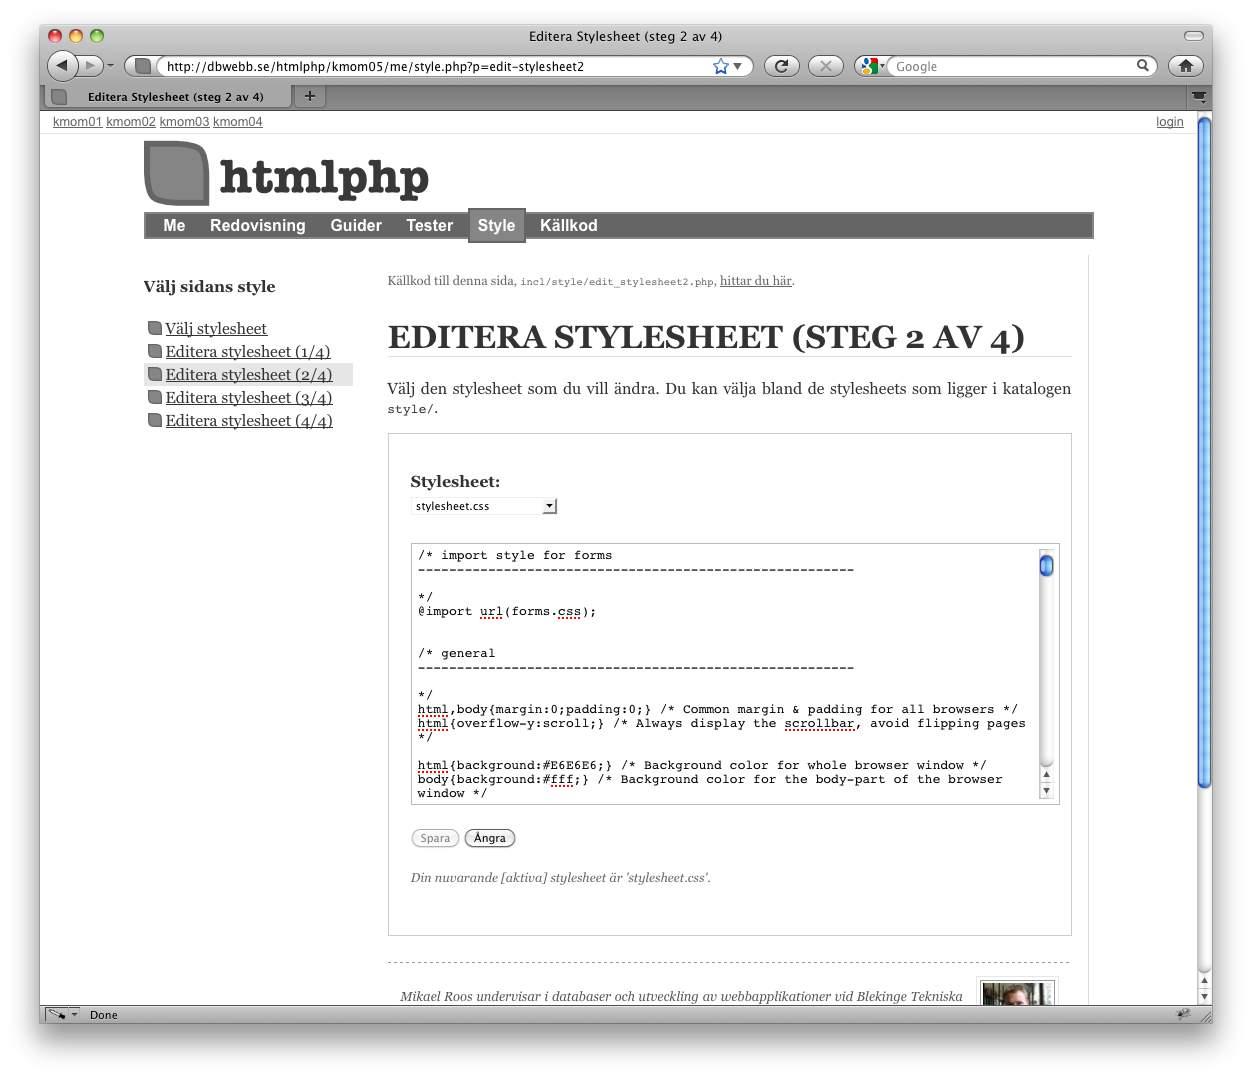 Editera Stylesheet (steg 2 av 4)
http://dbwebb.se/htmlphp/kmom05/me/style.php?p=edit-stylesheet2
Google
Editera Stylesheet (steg 2 av 4)
kmom01 kmom02 kmom03 kmom04
login
htmlphp
Me Redovisning Guider Tester Style Källkod
Välj sidans style
Välj stylesheet
Editera stylesheet (1/4)
Editera stylesheet (2/4)
Editera stylesheet (3/4)
Editera stylesheet (4/4)
Källkod till denna sida, incl/style/edit_stylesheet2.php, hittar du här.
EDITERA STYLESHEET (STEG 2 AV 4)
Välj den stylesheet som du vill ändra. Du kan välja bland de stylesheets som ligger i katalogen
style/.
Stylesheet:
stylesheet.css
/* import style for forms
--------------------------------------------------------
*/
@import url(forms.css);
/* general
--------------------------------------------------------
*/
html,body{margin:0;padding:0;} /* Common margin & padding for all browsers */
html{overflow-y:scroll;} /* Always display the scrollbar, avoid flipping pages
*/
html{background:#E6E6E6;} /* Background color for whole browser window */
body{background:#fff;} /* Background color for the body-part of the browser
window */
Spara Ångra
Din nuvarande [aktiva] stylesheet är 'stylesheet.css'.
Mikael Roos undervisar i databaser och utveckling av webbapplikationer vid Blekinge Tekniska
Done